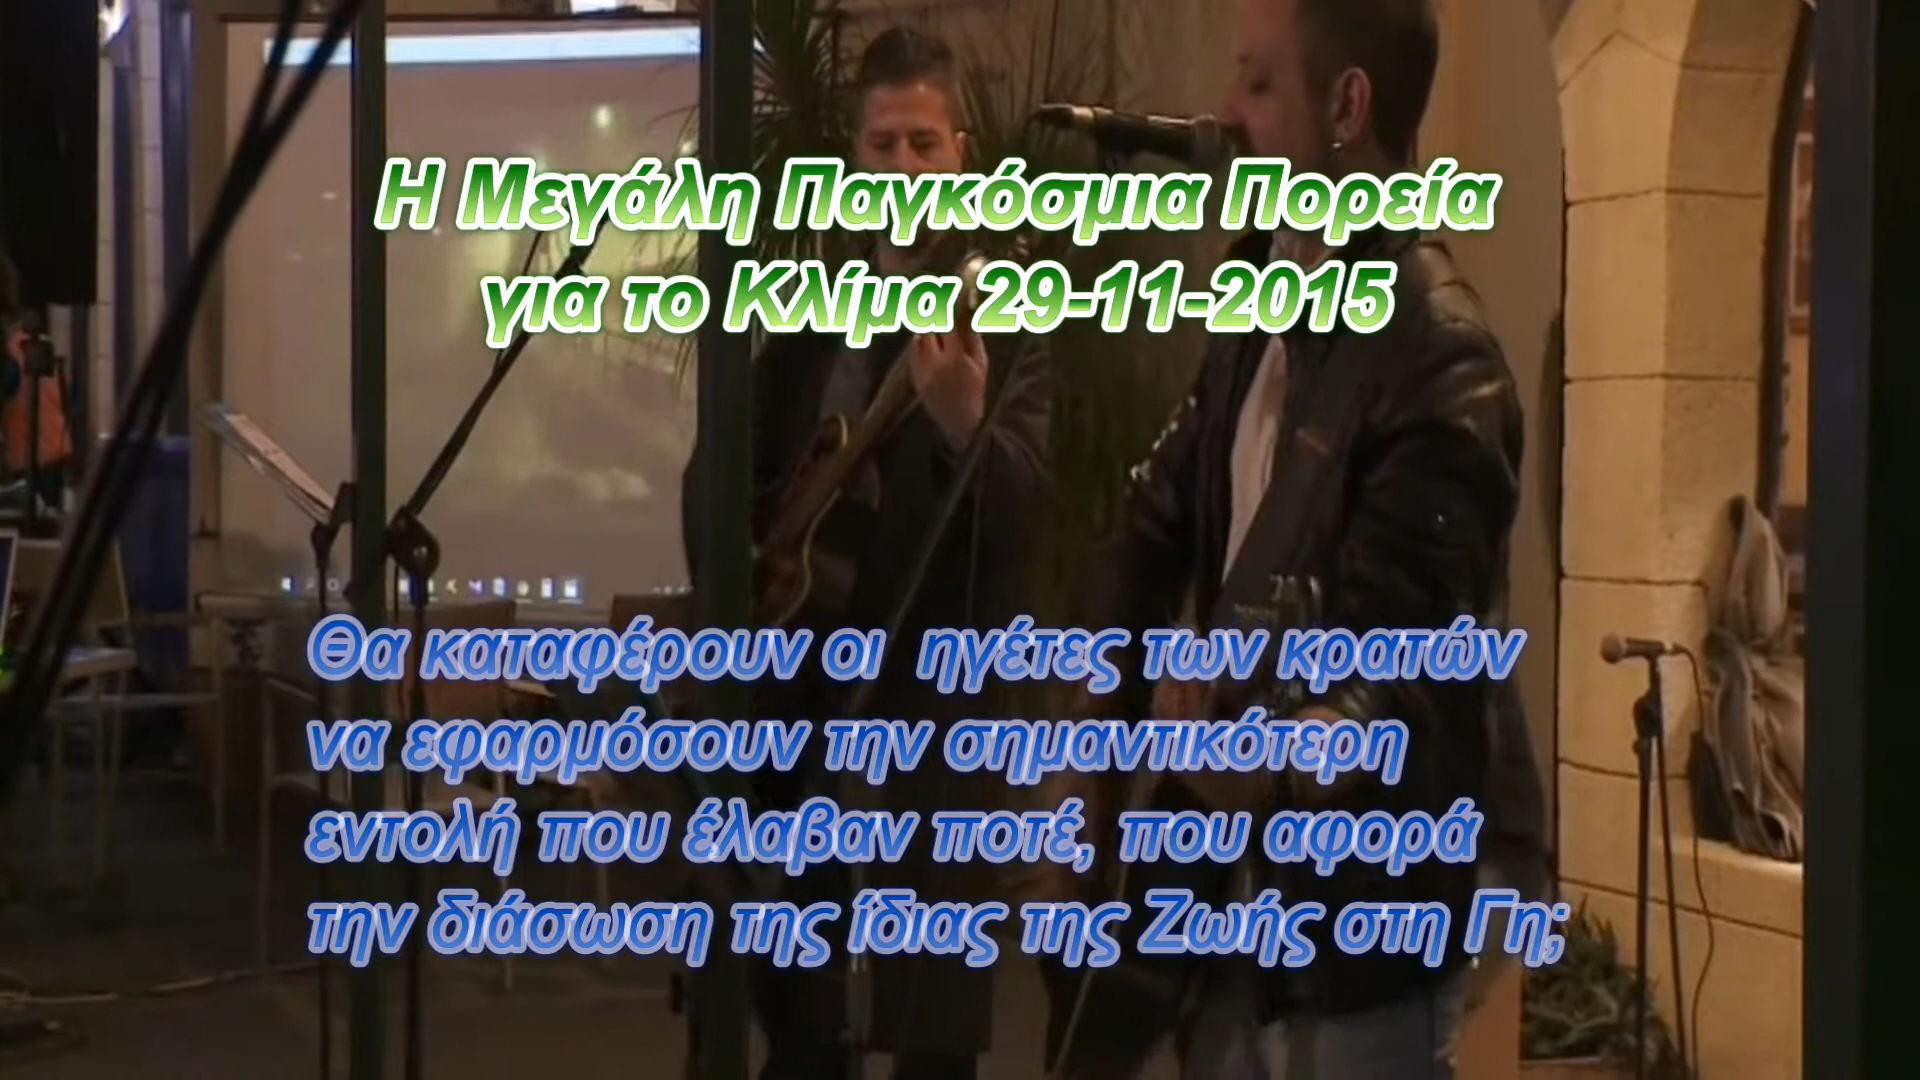 Η Μεγάλη Παγκόσμια Πορεία
για το Κλίμα 29-11-2015
Θα καταφέρουν οι ηγέτες των κρατών
να εφαρμόσουν την σημαντικότερη
εντολή που έλαβαν ποτέ, που αφορά
την διάσωση της ίδιας της Ζωής στη Γη;